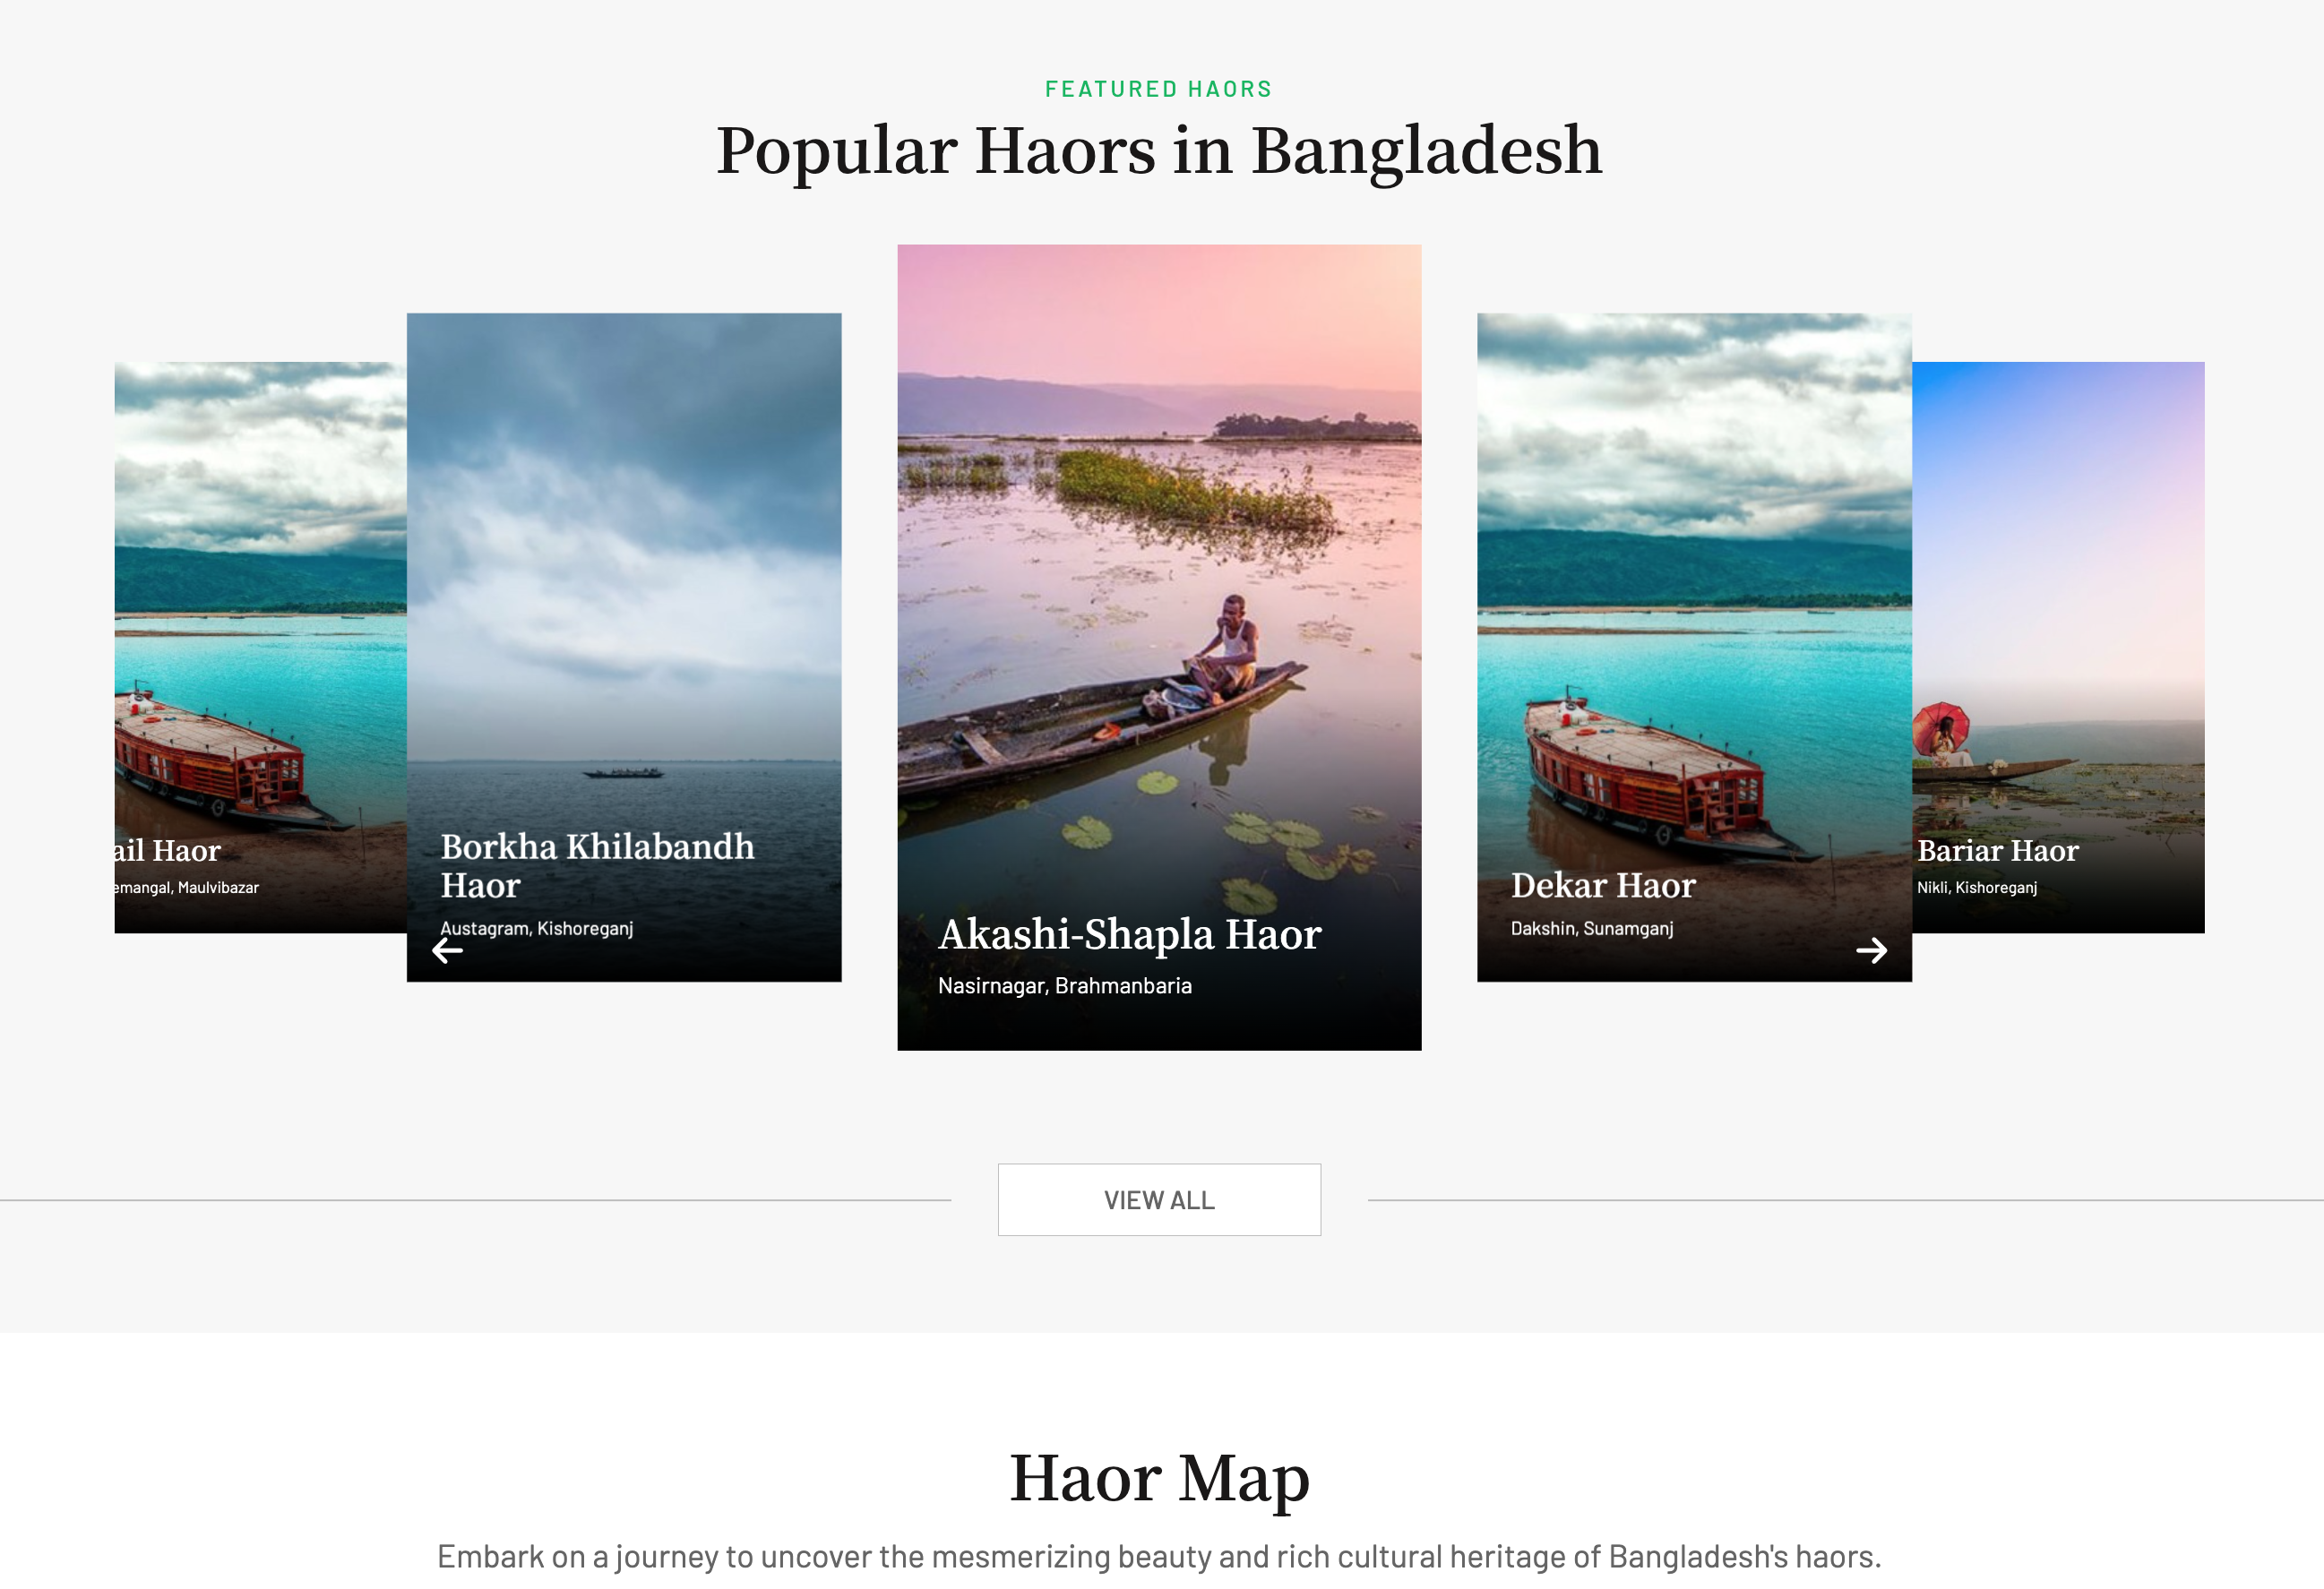 FEATURED HAORS
Popular Haors in Bangladesh
ail Haor
emangal, Maulvibazar
Borkha Khilabandh
Haor
Austagram, Kishoreganj
Akashi-Shapla Haor
Nasirnagar, Brahmanbaria
Dekar Haor
Dakshin, Sunamganj
Bariar Haor
Nikli, Kishoreganj
VIEW ALL
Haor Map
Embark on a journey to uncover the mesmerizing beauty and rich cultural heritage of Bangladesh's haors.